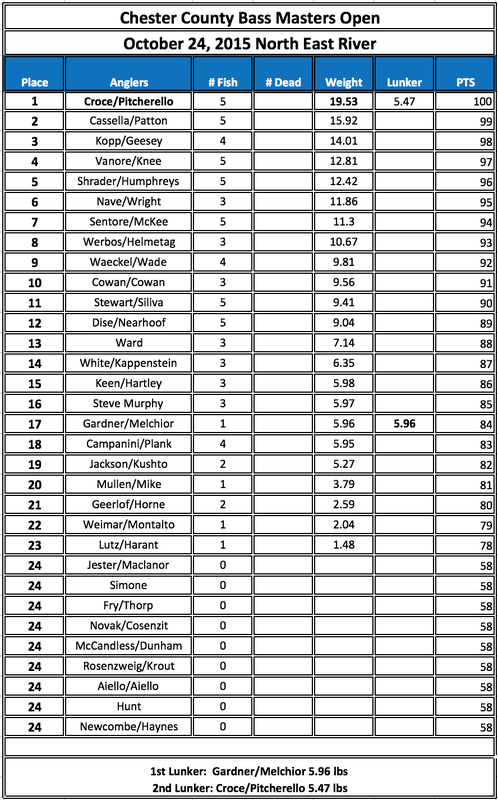 Chester County Bass Masters Open
October 24, 2015 North East River
Place Anglers # Fish # Dead Weight Lunker PTS
1 Croce/Pitcherello 5 19.53 5.47 100
2 Cassella/Patton 5 15.92 99
3 Kopp/Geesey 4 14.01 98
4 Vanore/Knee 5 12.81 97
5 Shrader/Humphreys 5 12.42 96
6 Nave/Wright 3 11.86 95
7 Sentore/McKee 5 11.3 94
8 Werbos/Helmetag 3 10.67 93
9 Waeckel/Wade 4 9.81 92
10 Cowan/Cowan 3 9.56 91
11 Stewart/Siliva 5 9.41 90
12 Dise/Nearhoof 5 9.04 89
13 Ward 3 7.14 88
14 White/Kappenstein 3 6.35 87
15 Keen/Hartley 3 5.98 86
16 Steve Murphy 3 5.97 85
17 Gardner/Melchior 1 5.96 5.96 84
18 Campanini/Plank 4 5.95 83
19 Jackson/Kushto 2 5.27 82
20 Mullen/Mike 1 3.79 81
21 Geerlof/Horne 2 2.59 80
22 Weimar/Montalto 1 2.04 79
23 Lutz/Harant 1 1.48 78
24 Jester/Maclanor 0 58
24 Simone 0 58
24 Fry/Thorp 0 58
24 Novak/Cosenzit 0 58
24 McCandless/Dunham 0 58
24 Rosenzweig/Krout 0 58
24 Aiello/Aiello 0 58
24 Hunt 0 58
24 Newcombe/Haynes 0 58
1st Lunker: Gardner/Melchior 5.96 lbs
2nd Lunker: Croce/Pitcherello 5.47 lbs